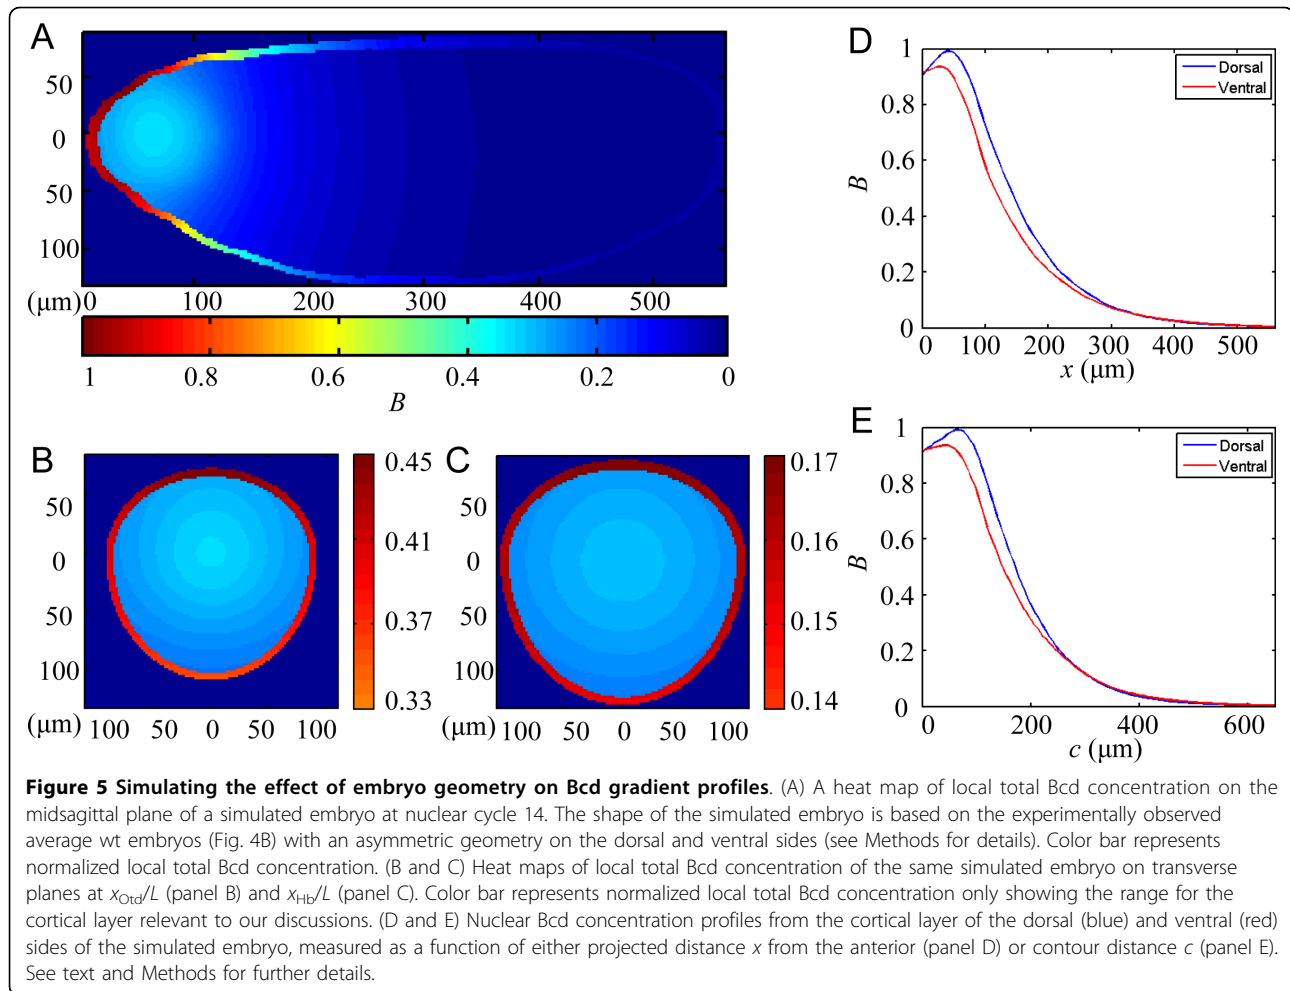 A
50
0
50
100
(μm)
0 100 200 300 400 500
1 0.8 0.6 0.4 0.2 0
B
B
50
0
50
100
(μm) 100 50 0 50 100
0.45
0.41
0.37
0.33
C
50
0
50
100
100 50 0 50 100
0.17
0.16
0.15
0.14
D
1
0.8
0.6
0.4
0.2
0
B
Dorsal
Ventral
0 100 200 300 400 500
x (μm)
E
1
0.8
0.6
0.4
0.2
0
B
Dorsal
Ventral
0 200 400 600
c (μm)
Figure 5 Simulating the effect of embryo geometry on Bcd gradient profiles. (A) A heat map of local total Bcd concentration on the
midsagittal plane of a simulated embryo at nuclear cycle 14. The shape of the simulated embryo is based on the experimentally observed
average wt embryos (Fig. 4B) with an asymmetric geometry on the dorsal and ventral sides (see Methods for details). Color bar represents
normalized local total Bcd concentration. (B and C) Heat maps of local total Bcd concentration of the same simulated embryo on transverse
planes at xOtd/L (panel B) and xHb/L (panel C). Color bar represents normalized local total Bcd concentration only showing the range for the
cortical layer relevant to our discussions. (D and E) Nuclear Bcd concentration profiles from the cortical layer of the dorsal (blue) and ventral (red)
sides of the simulated embryo, measured as a function of either projected distance x from the anterior (panel D) or contour distance c (panel E).
See text and Methods for further details.